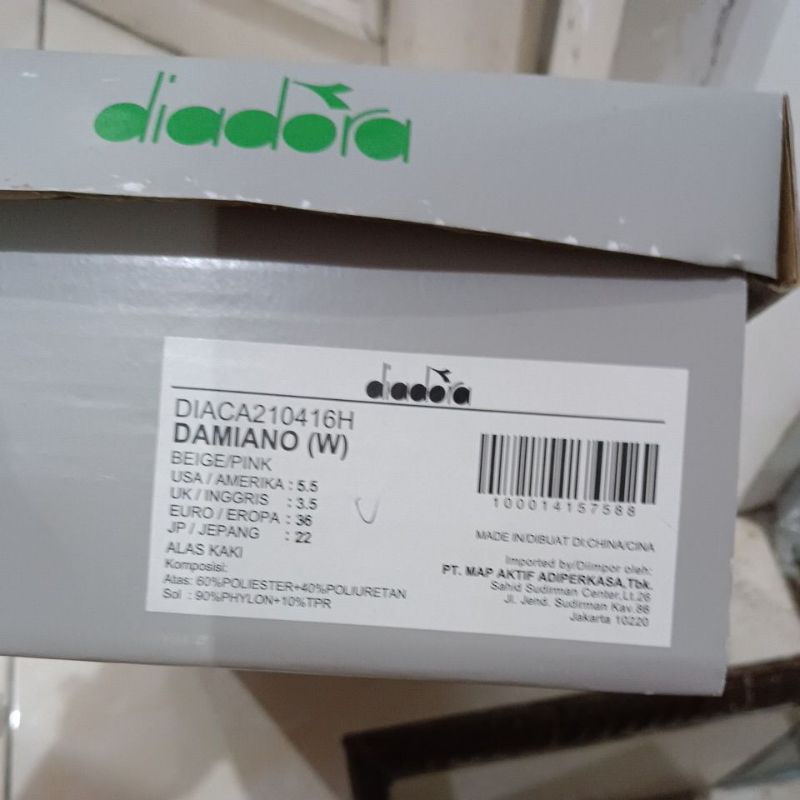 diadora
diadora
DIACA210416H
DAMIANO (W)
BEIGE/PINK
USA / AMERIKA : 5.5
UK / INGGRIS : 3.5
EURO / EROPA : 36
JP / JEPANG : 22
ALAS KAKI
Komposisi:
Atas: 60%POLIESTER+40%POLIURETAN
Sol : 90%PHYLON+10%TPR
100014157588
MADE IN/DIBUAT DI:CHINA/CINA
Imported by/Diimpor oleh:
PT. MAP AKTIF ADIPERKASA,Tbk.
Sahid Sudirman Center,Lt.26
Jl. Jend. Sudirman Kav.86
Jakarta 10220